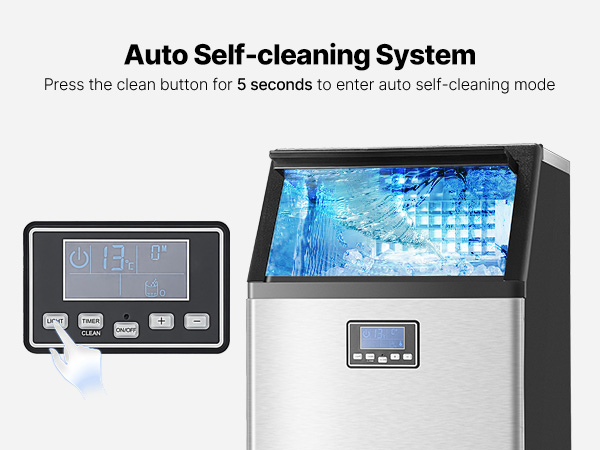 Auto Self-cleaning System
Press the clean button for 5 seconds to enter auto self-cleaning mode
13°C 0M
0
LIGHT TIMER ON/OFF + −
CLEAN